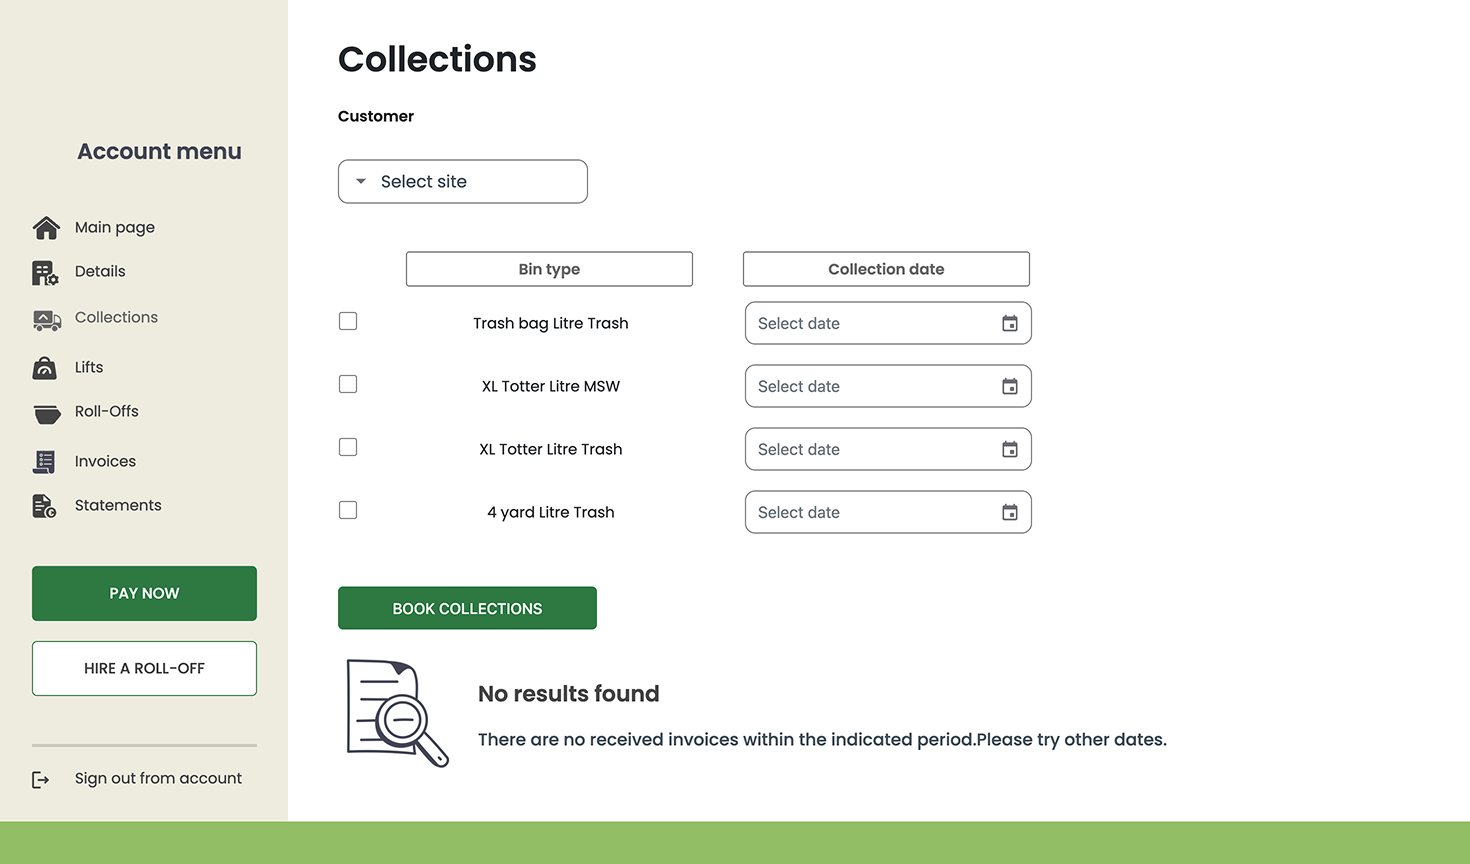 Account menu
Main page
Details
Collections
Lifts
Roll-Offs
Invoices
Statements
PAY NOW
HIRE A ROLL-OFF
Sign out from account
Collections
Customer
Select site
Bin type Collection date
Trash bag Litre Trash Select date
XL Totter Litre MSW Select date
XL Totter Litre Trash Select date
4 yard Litre Trash Select date
BOOK COLLECTIONS
No results found
There are no received invoices within the indicated period.Please try other dates.